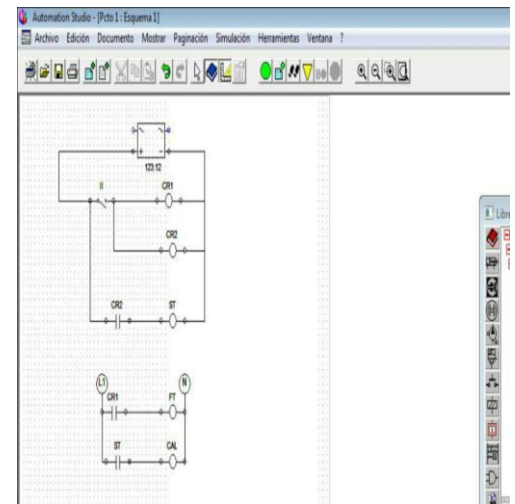 Automation Studio - [Pcto 1 : Esquema 1]
Archivo Edición Documento Mostrar Paginación Simulación Herramientas Ventana ?
123:12
CR1
CR2
CR2 ST
L1 N
CR1 FT
ST CAL
Libre